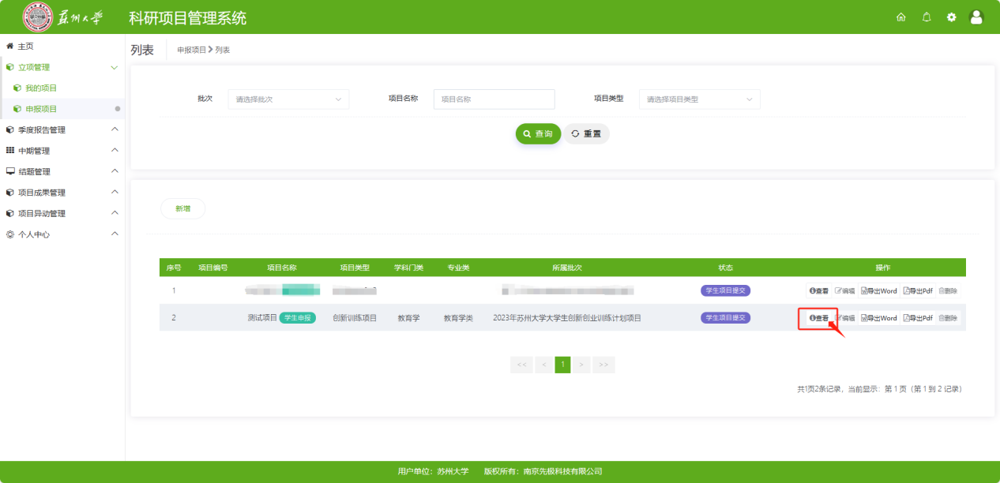 苏州大学 科研项目管理系统
主页
立项管理
我的项目
申报项目
季度报告管理
中期管理
结题管理
项目成果管理
项目异动管理
个人中心
列表 申报项目 列表
批次 请选择批次 项目名称 项目名称 项目类型 请选择项目类型
查询 重置
新增
序号 项目编号 项目名称 项目类型 学科门类 专业类 所属批次 状态 操作
1 学生项目提交 查看 编辑 导出Word 导出Pdf 删除
2 测试项目 学生申报 创新训练项目 教育学 教育学类 2023年苏州大学大学生创新创业训练计划项目 学生项目提交 查看 编辑 导出Word 导出Pdf 删除
<< < 1 > >>
共1页2条记录，当前显示：第 1 页（第 1 到 2 记录）
用户单位：苏州大学 版权所有：南京先极科技有限公司